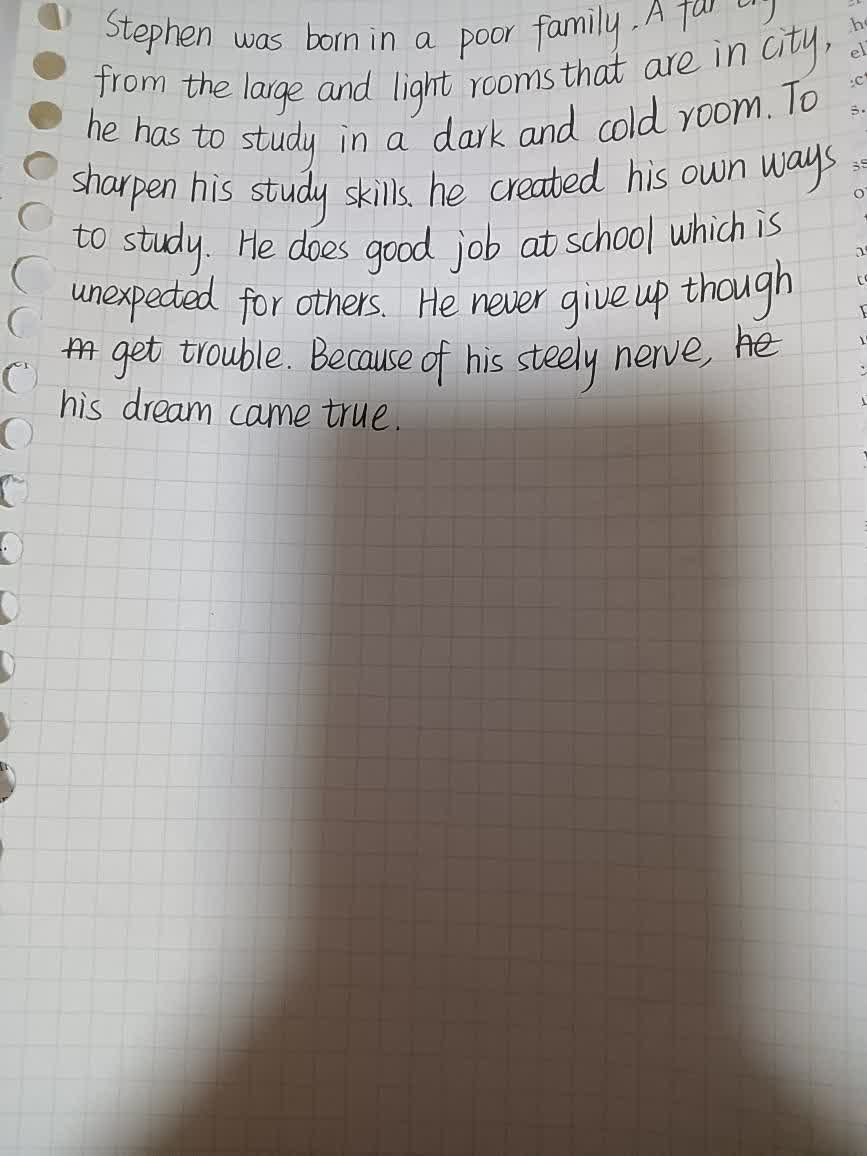 Stephen was born in a poor family. A far
from the large and light rooms that are in city,
he has to study in a dark and cold room. To
sharpen his study skills. he created his own ways
to study. He does good job at school which is
unexpected for others. He never give up though
get trouble. Because of his steely nerve, he
his dream came true.